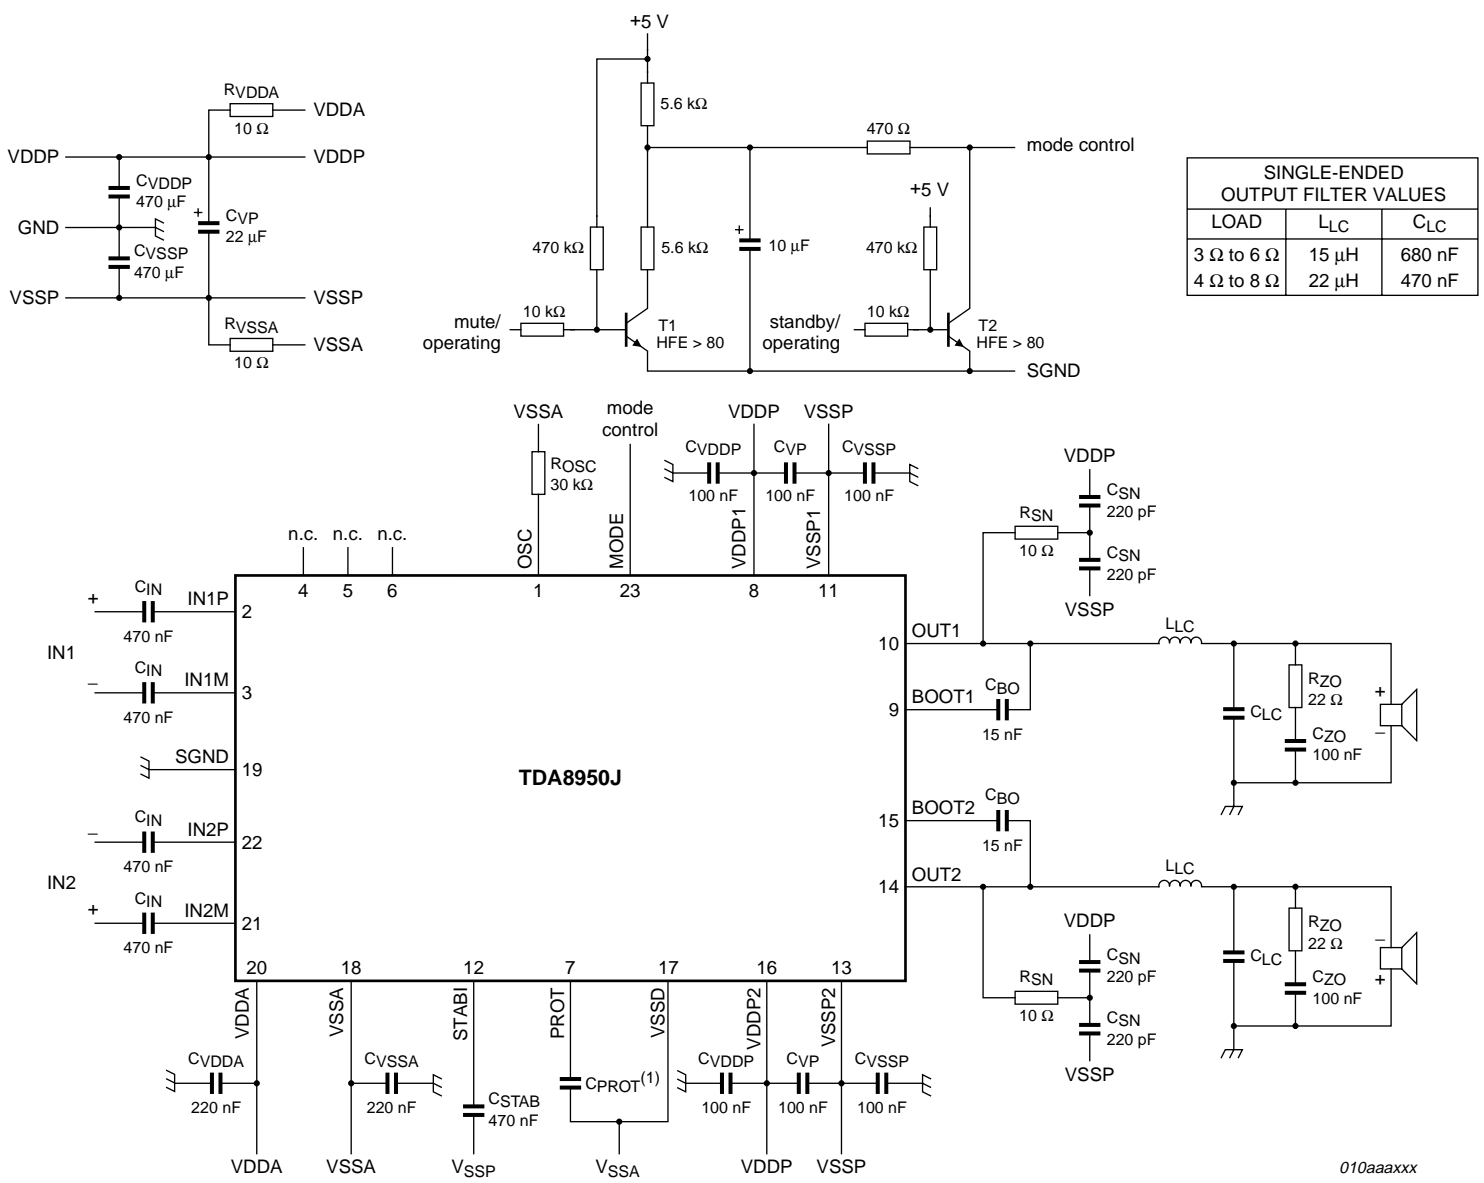 +5 V
RVDDA
VDDA
10 Ω
5.6 kΩ
470 Ω
mode control
VDDP
VDDP
SINGLE-ENDED
OUTPUT FILTER VALUES
LOAD LLC CLC
3 Ω to 6 Ω 15 μH 680 nF
4 Ω to 8 Ω 22 μH 470 nF
CVDDP
470 μF
+5 V
GND
+
CVP
22 μF
CVSSP
470 μF
470 kΩ
5.6 kΩ
+
10 μF
470 kΩ
VSSP
VSSP
RVSSA
VSSA
10 Ω
mute/
operating
10 kΩ
T1
HFE > 80
standby/
operating
10 kΩ
T2
HFE > 80
SGND
VSSA
mode
control
VDDP
VSSP
ROSC
30 kΩ
CVDDP
100 nF
CVP
100 nF
CVSSP
100 nF
VDDP
CSN
220 pF
RSN
10 Ω
CSN
220 pF
VSSP
n.c.
n.c.
n.c.
OSC
MODE
VDDP1
VSSP1
4
5
6
1
23
8
11
+
CIN
470 nF
IN1P
2
IN1
−
CIN
470 nF
IN1M
3
SGND
19
TDA8950J
10
OUT1
LLC
CBO
15 nF
9
BOOT1
CLC
RZO
22 Ω
CZO
100 nF
+
−
CBO
15 nF
15
BOOT2
−
CIN
470 nF
IN2P
22
IN2
+
CIN
470 nF
IN2M
21
14
OUT2
LLC
VDDP
CSN
220 pF
RSN
10 Ω
CSN
220 pF
VSSP
CLC
RZO
22 Ω
CZO
100 nF
−
+
20
18
12
7
17
16
13
VDDA
VSSA
STABI
PROT
VSSD
VDDP2
VSSP2
CVDDA
220 nF
CVSSA
220 nF
CSTAB
470 nF
CPROT(1)
CVDDP
100 nF
CVP
100 nF
CVSSP
100 nF
VDDA
VSSA
VSSP
VSSA
VDDP
VSSP
010aaaxxx